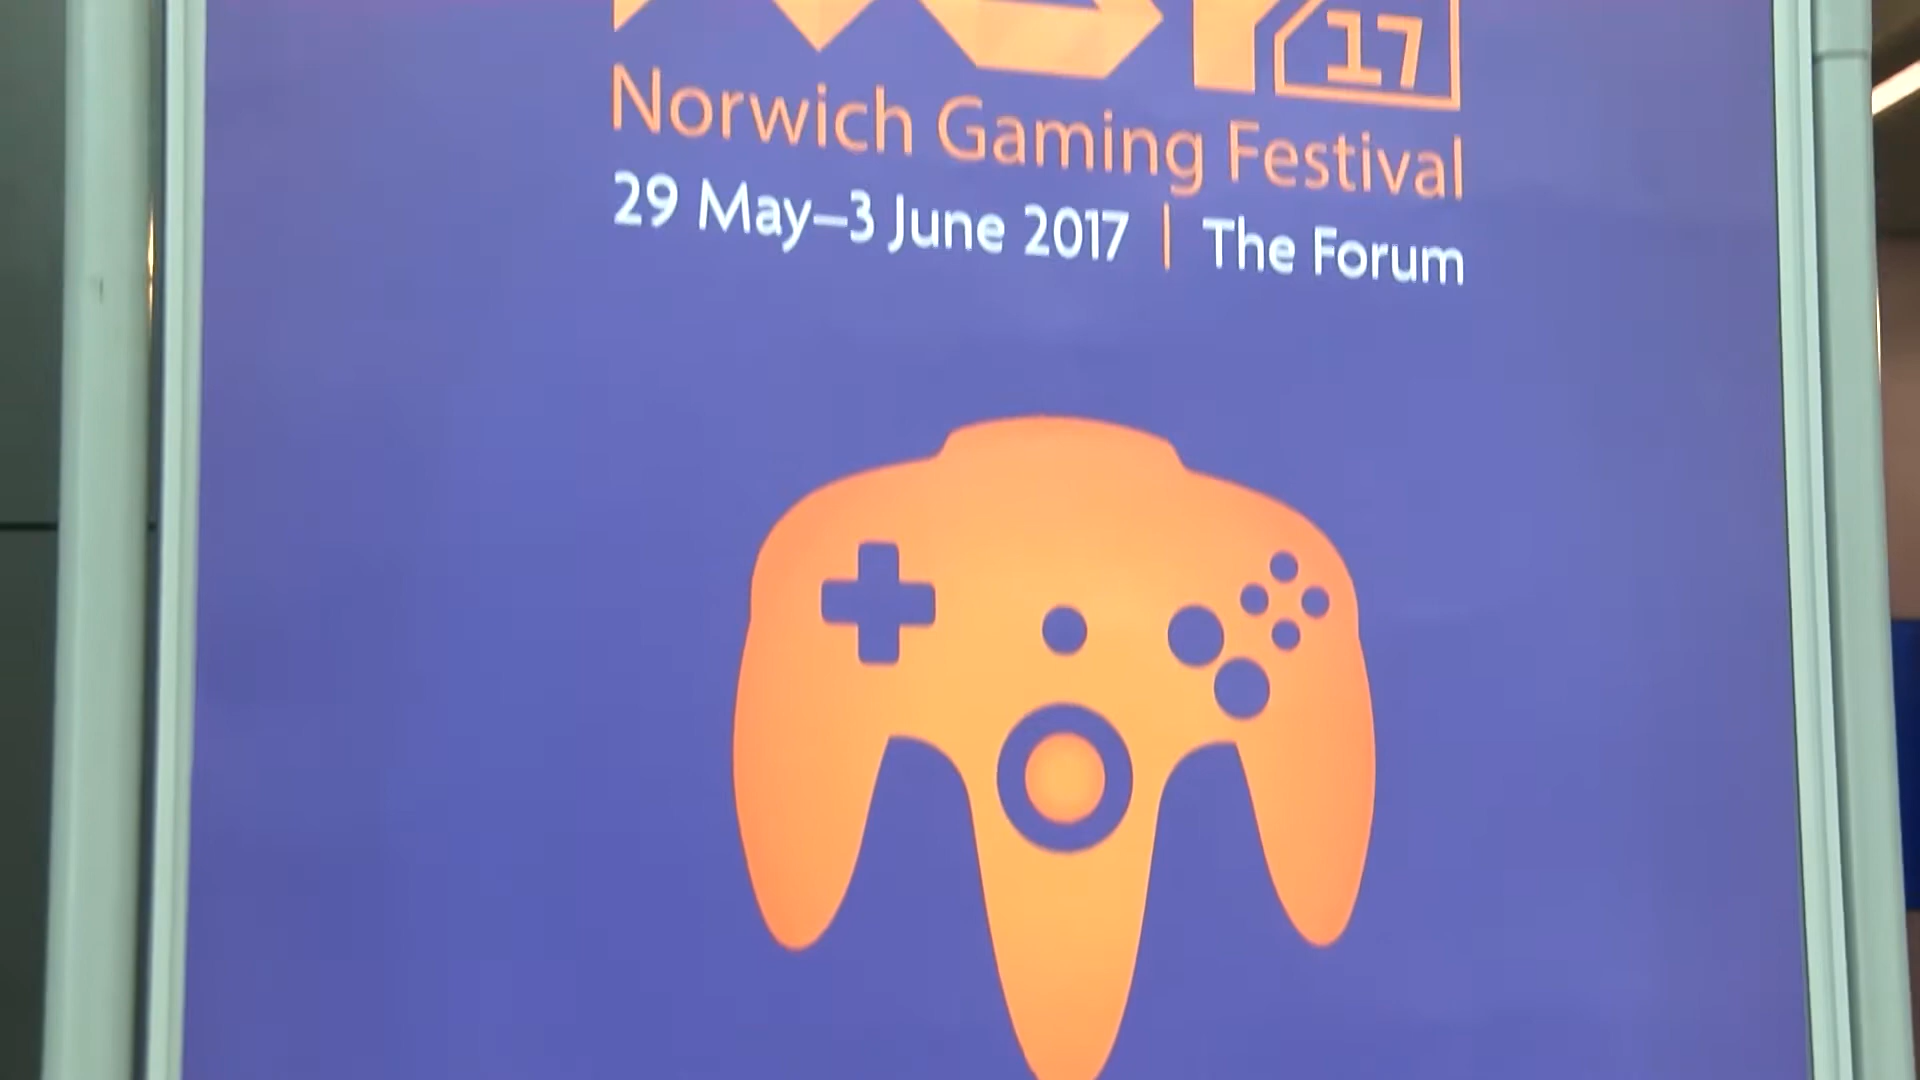 17
Norwich Gaming Festival
29 May–3 June 2017 | The Forum